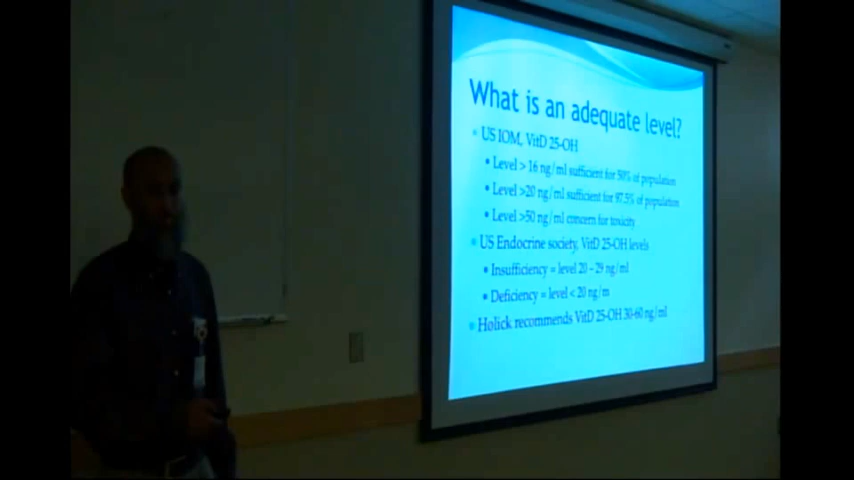 What is an adequate level?
US IOM, VitD 25-OH
Level > 16 ng/ml sufficient for 50% of population
Level >20 ng/ml sufficient for 97.5% of population
Level >50 ng/ml concern for toxicity
US Endocrine society, VitD 25-OH levels
Insufficiency = level 20 – 29 ng/ml
Deficiency = level < 20 ng/m
Holick recommends VitD 25-OH 30-60 ng/ml